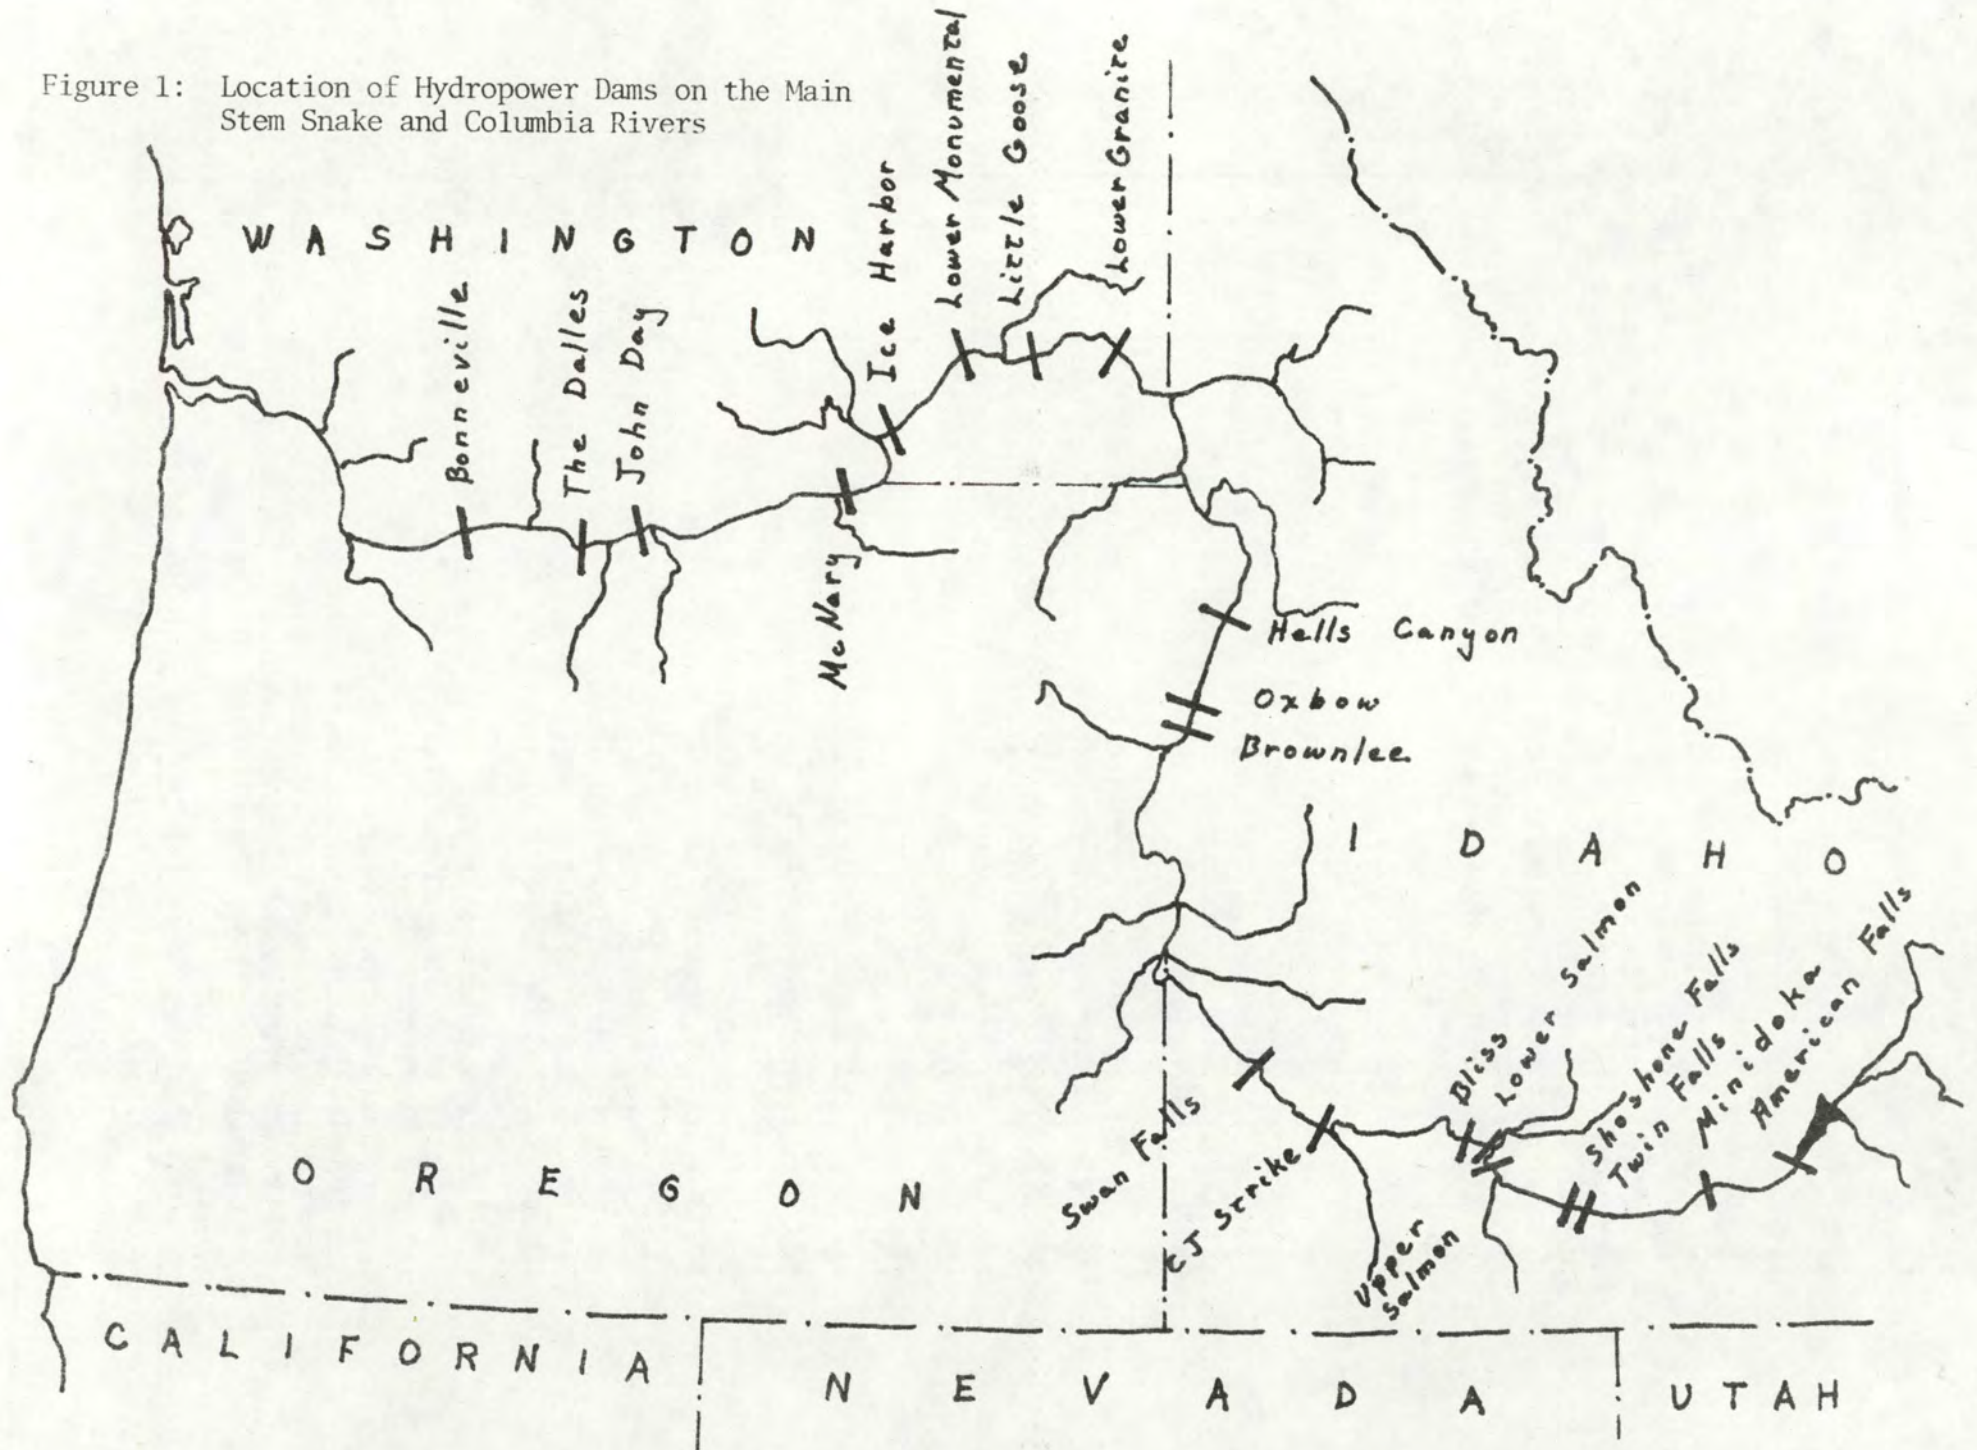 Figure 1: Location of Hydropower Dams on the Main
Stem Snake and Columbia Rivers
WASHINGTON
Bonneville
The Dalles
John Day
McNary
Ice Harbor
Lower Monumental
Little Goose
Lower Granite
Hells Canyon
Oxbow
Brownlee
IDAHO
Swan Falls
CJ Strike
Bliss
Lower Salmon
Upper
Salmon
Shoshone Falls
Twin Falls
Minidoka
American Falls
OREGON
CALIFORNIA
NEVADA
UTAH